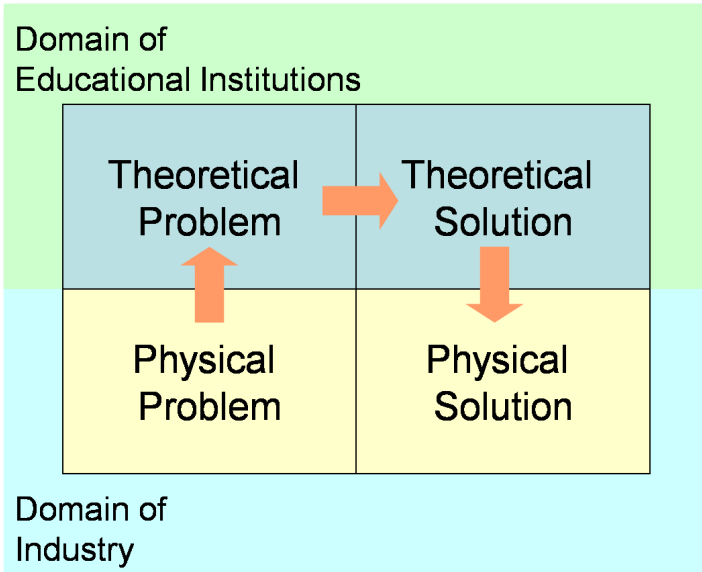 Domain of
Educational Institutions
Theoretical
Problem
Theoretical
Solution
Physical
Problem
Physical
Solution
Domain of
Industry